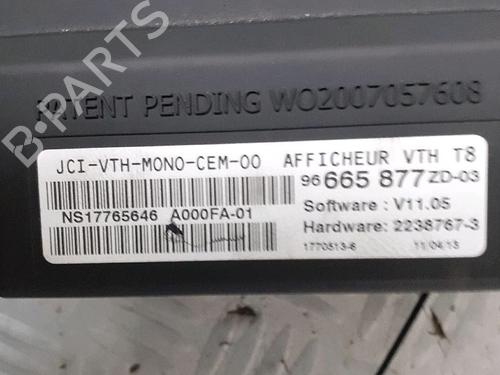 B-PARTS
PATENT PENDING WO2007057608
JCI-VTH-MONO-CEM-00 AFFICHEUR VTH T8
96 665 877 ZD-03
NS17765646 A000FA-01
Software : V11.05
Hardware: 2238767-3
1770513-6 11/04/13